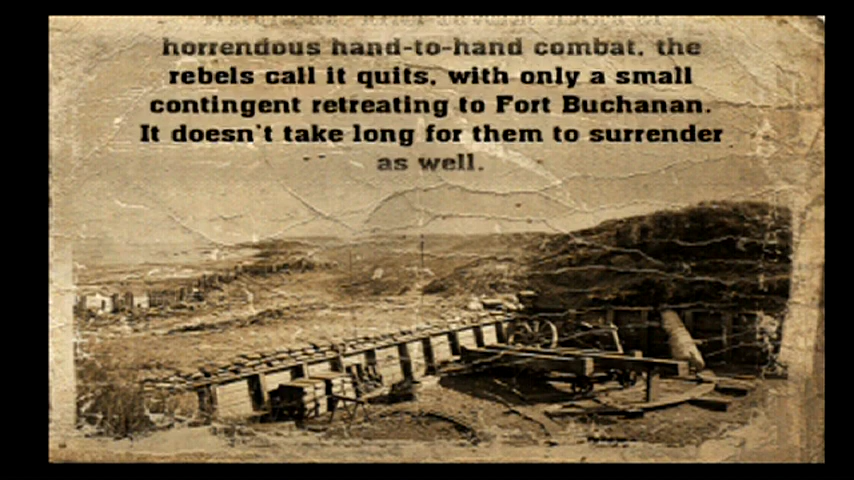 horrendous hand-to-hand combat, the
rebels call it quits, with only a small
contingent retreating to Fort Buchanan.
It doesn't take long for them to surrender
as well.